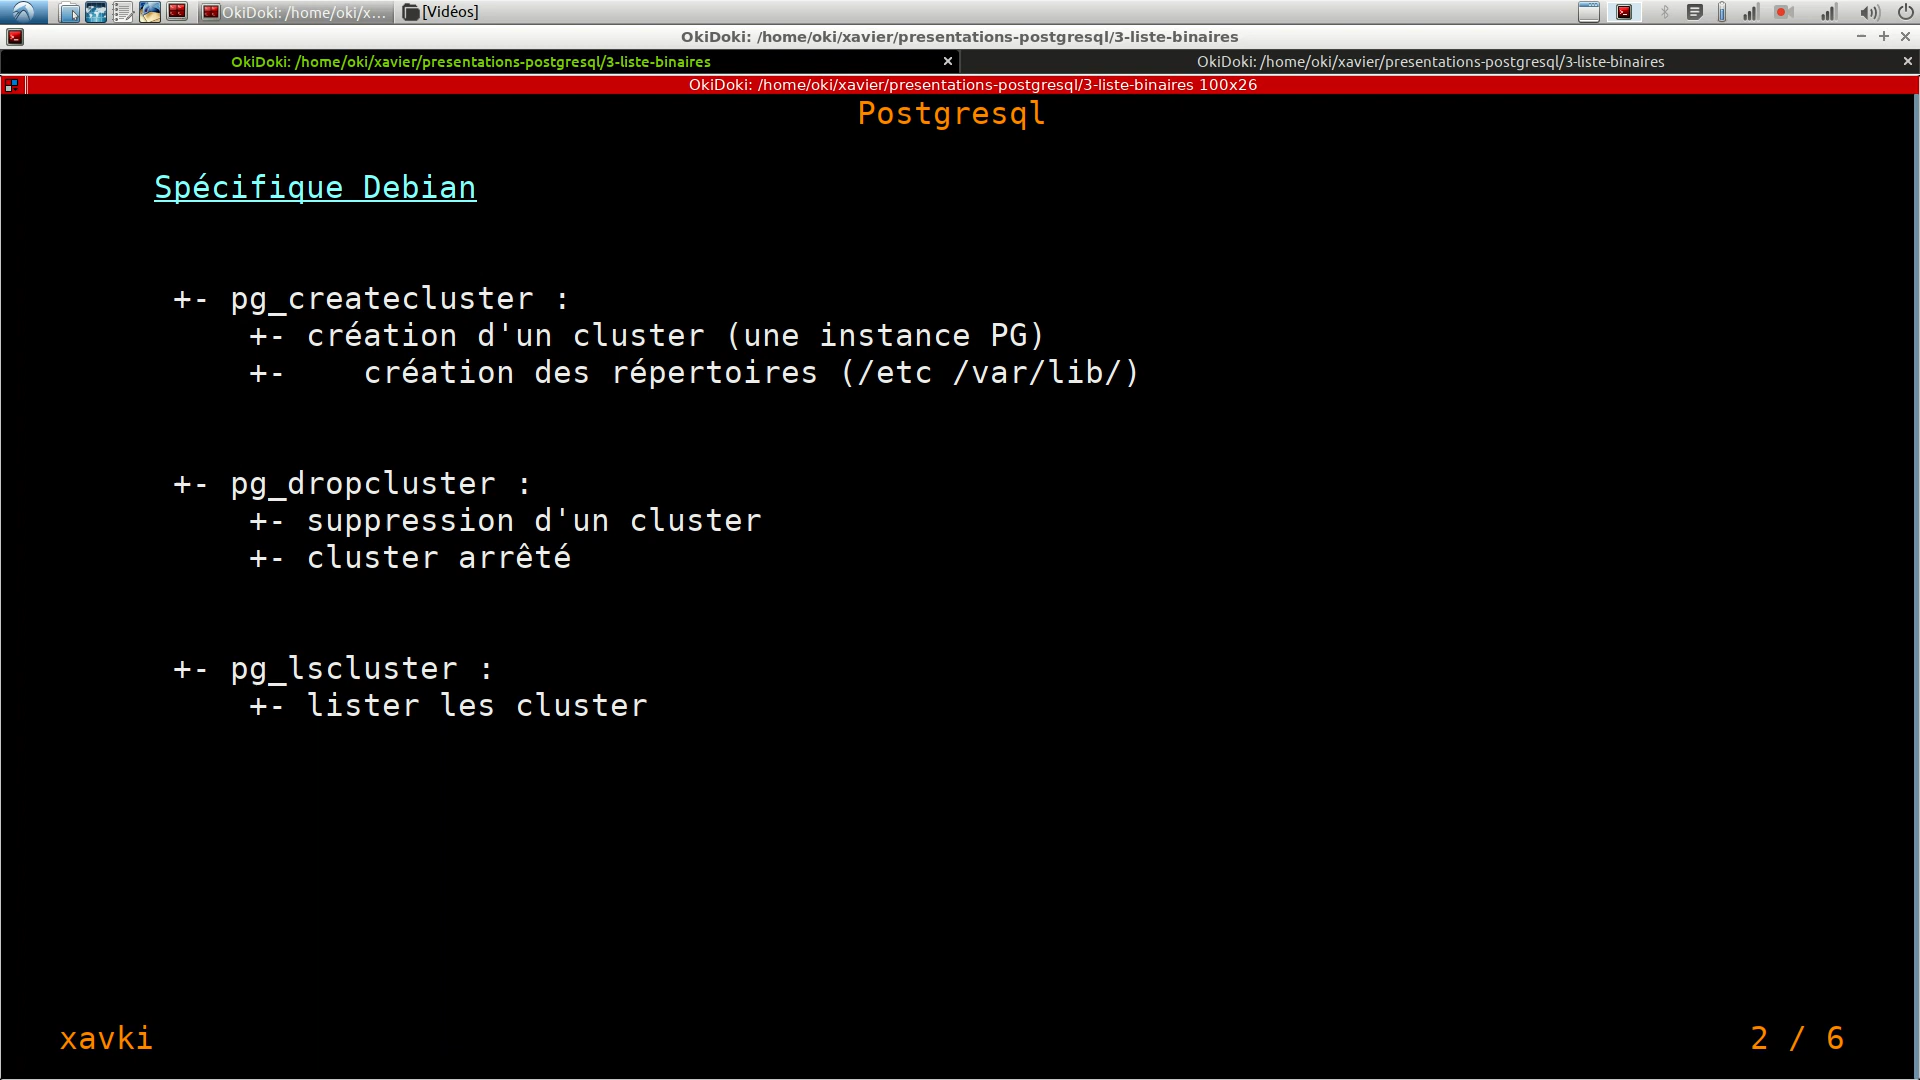 OkiDoki: /home/oki/x... [Vidéos]
OkiDoki: /home/oki/xavier/presentations-postgresql/3-liste-binaires
OkiDoki: /home/oki/xavier/presentations-postgresql/3-liste-binaires OkiDoki: /home/oki/xavier/presentations-postgresql/3-liste-binaires
OkiDoki: /home/oki/xavier/presentations-postgresql/3-liste-binaires 100x26
Postgresql
Spécifique Debian
+- pg_createcluster :
+- création d'un cluster (une instance PG)
+- création des répertoires (/etc /var/lib/)
+- pg_dropcluster :
+- suppression d'un cluster
+- cluster arrêté
+- pg_lscluster :
+- lister les cluster
xavki 2 / 6